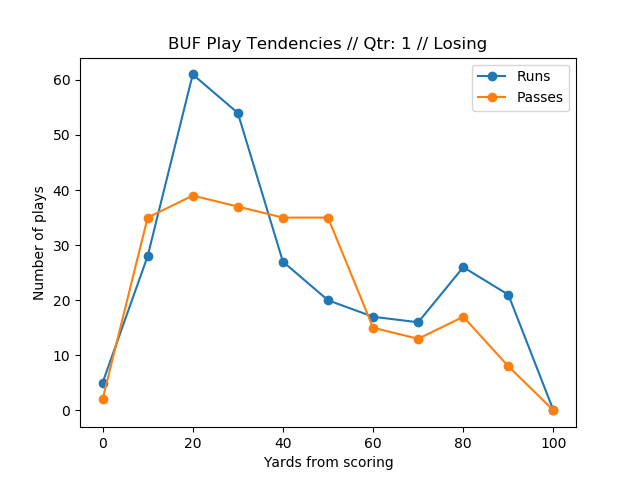 BUF Play Tendencies // Qtr: 1 // Losing
Runs
Passes
Number of plays
60
50
40
30
20
10
0
0 20 40 60 80 100
Yards from scoring